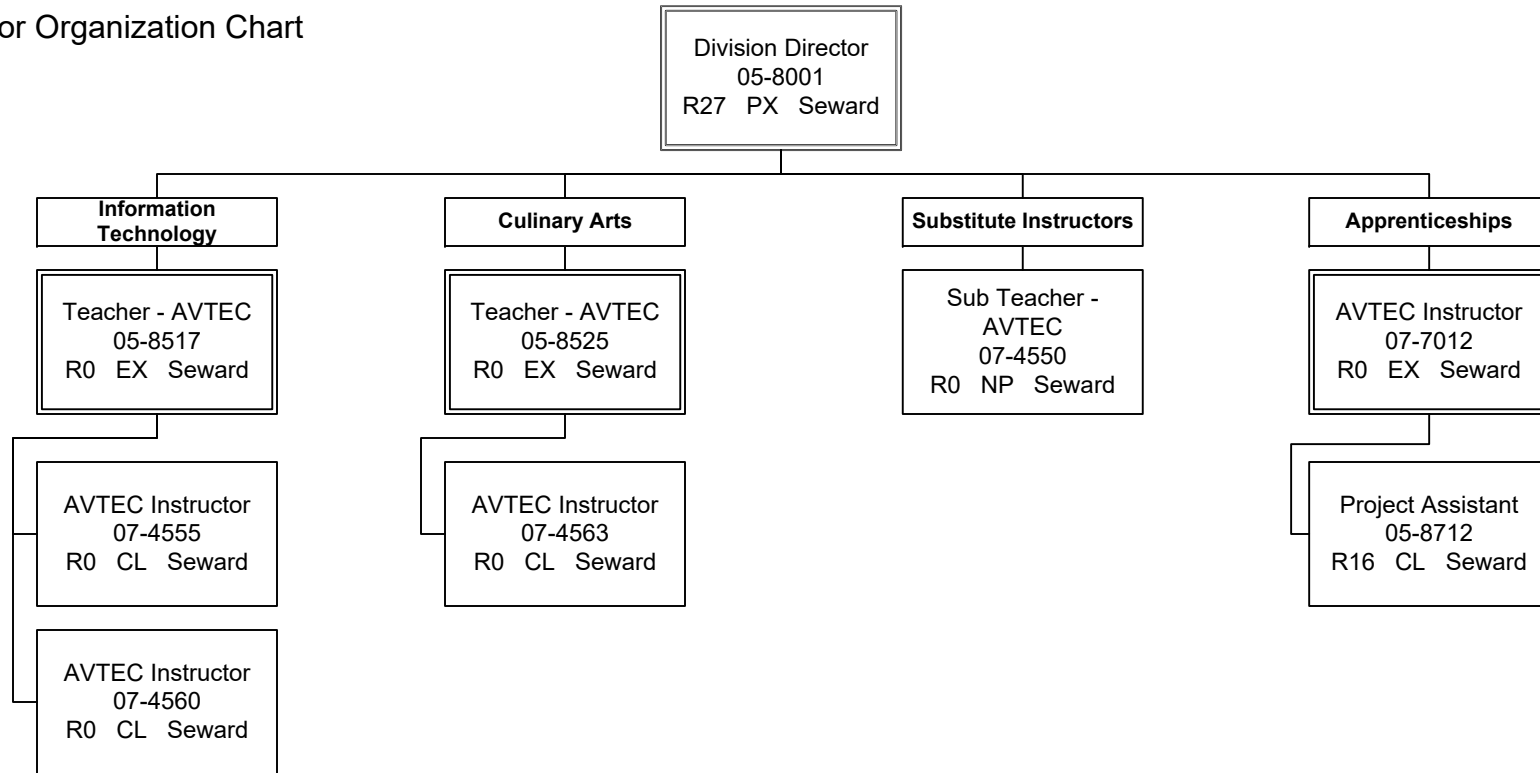 or Organization Chart
Division Director
05-8001
R27 PX Seward
Information
Technology
Teacher - AVTEC
05-8517
R0 EX Seward
AVTEC Instructor
07-4555
R0 CL Seward
AVTEC Instructor
07-4560
R0 CL Seward
Culinary Arts
Teacher - AVTEC
05-8525
R0 EX Seward
AVTEC Instructor
07-4563
R0 CL Seward
Substitute Instructors
Sub Teacher -
AVTEC
07-4550
R0 NP Seward
Apprenticeships
AVTEC Instructor
07-7012
R0 EX Seward
Project Assistant
05-8712
R16 CL Seward